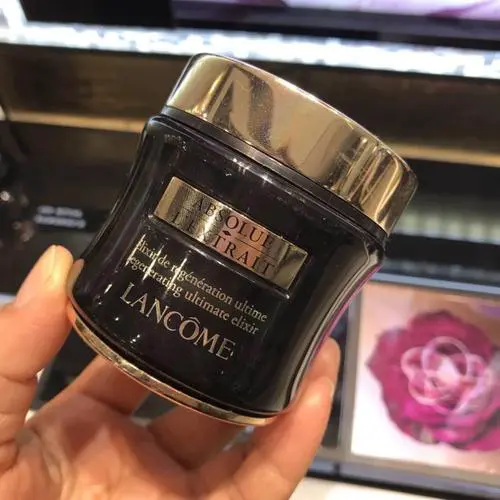 ABSOLUE
L'EXTRAIT
élixir de régénération ultime
regenerating ultimate elixir
LANCÔME